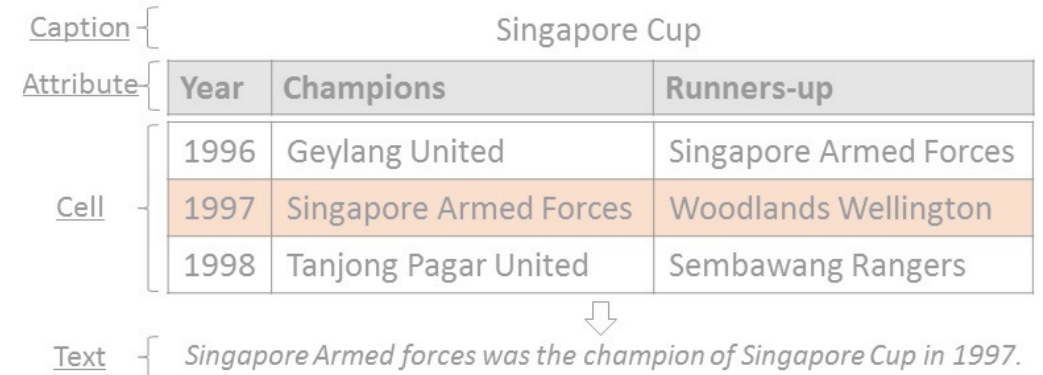 Caption Singapore Cup
Attribute Year Champions Runners-up
1996 Geylang United Singapore Armed Forces
Cell 1997 Singapore Armed Forces Woodlands Wellington
1998 Tanjong Pagar United Sembawang Rangers
Text Singapore Armed forces was the champion of Singapore Cup in 1997.